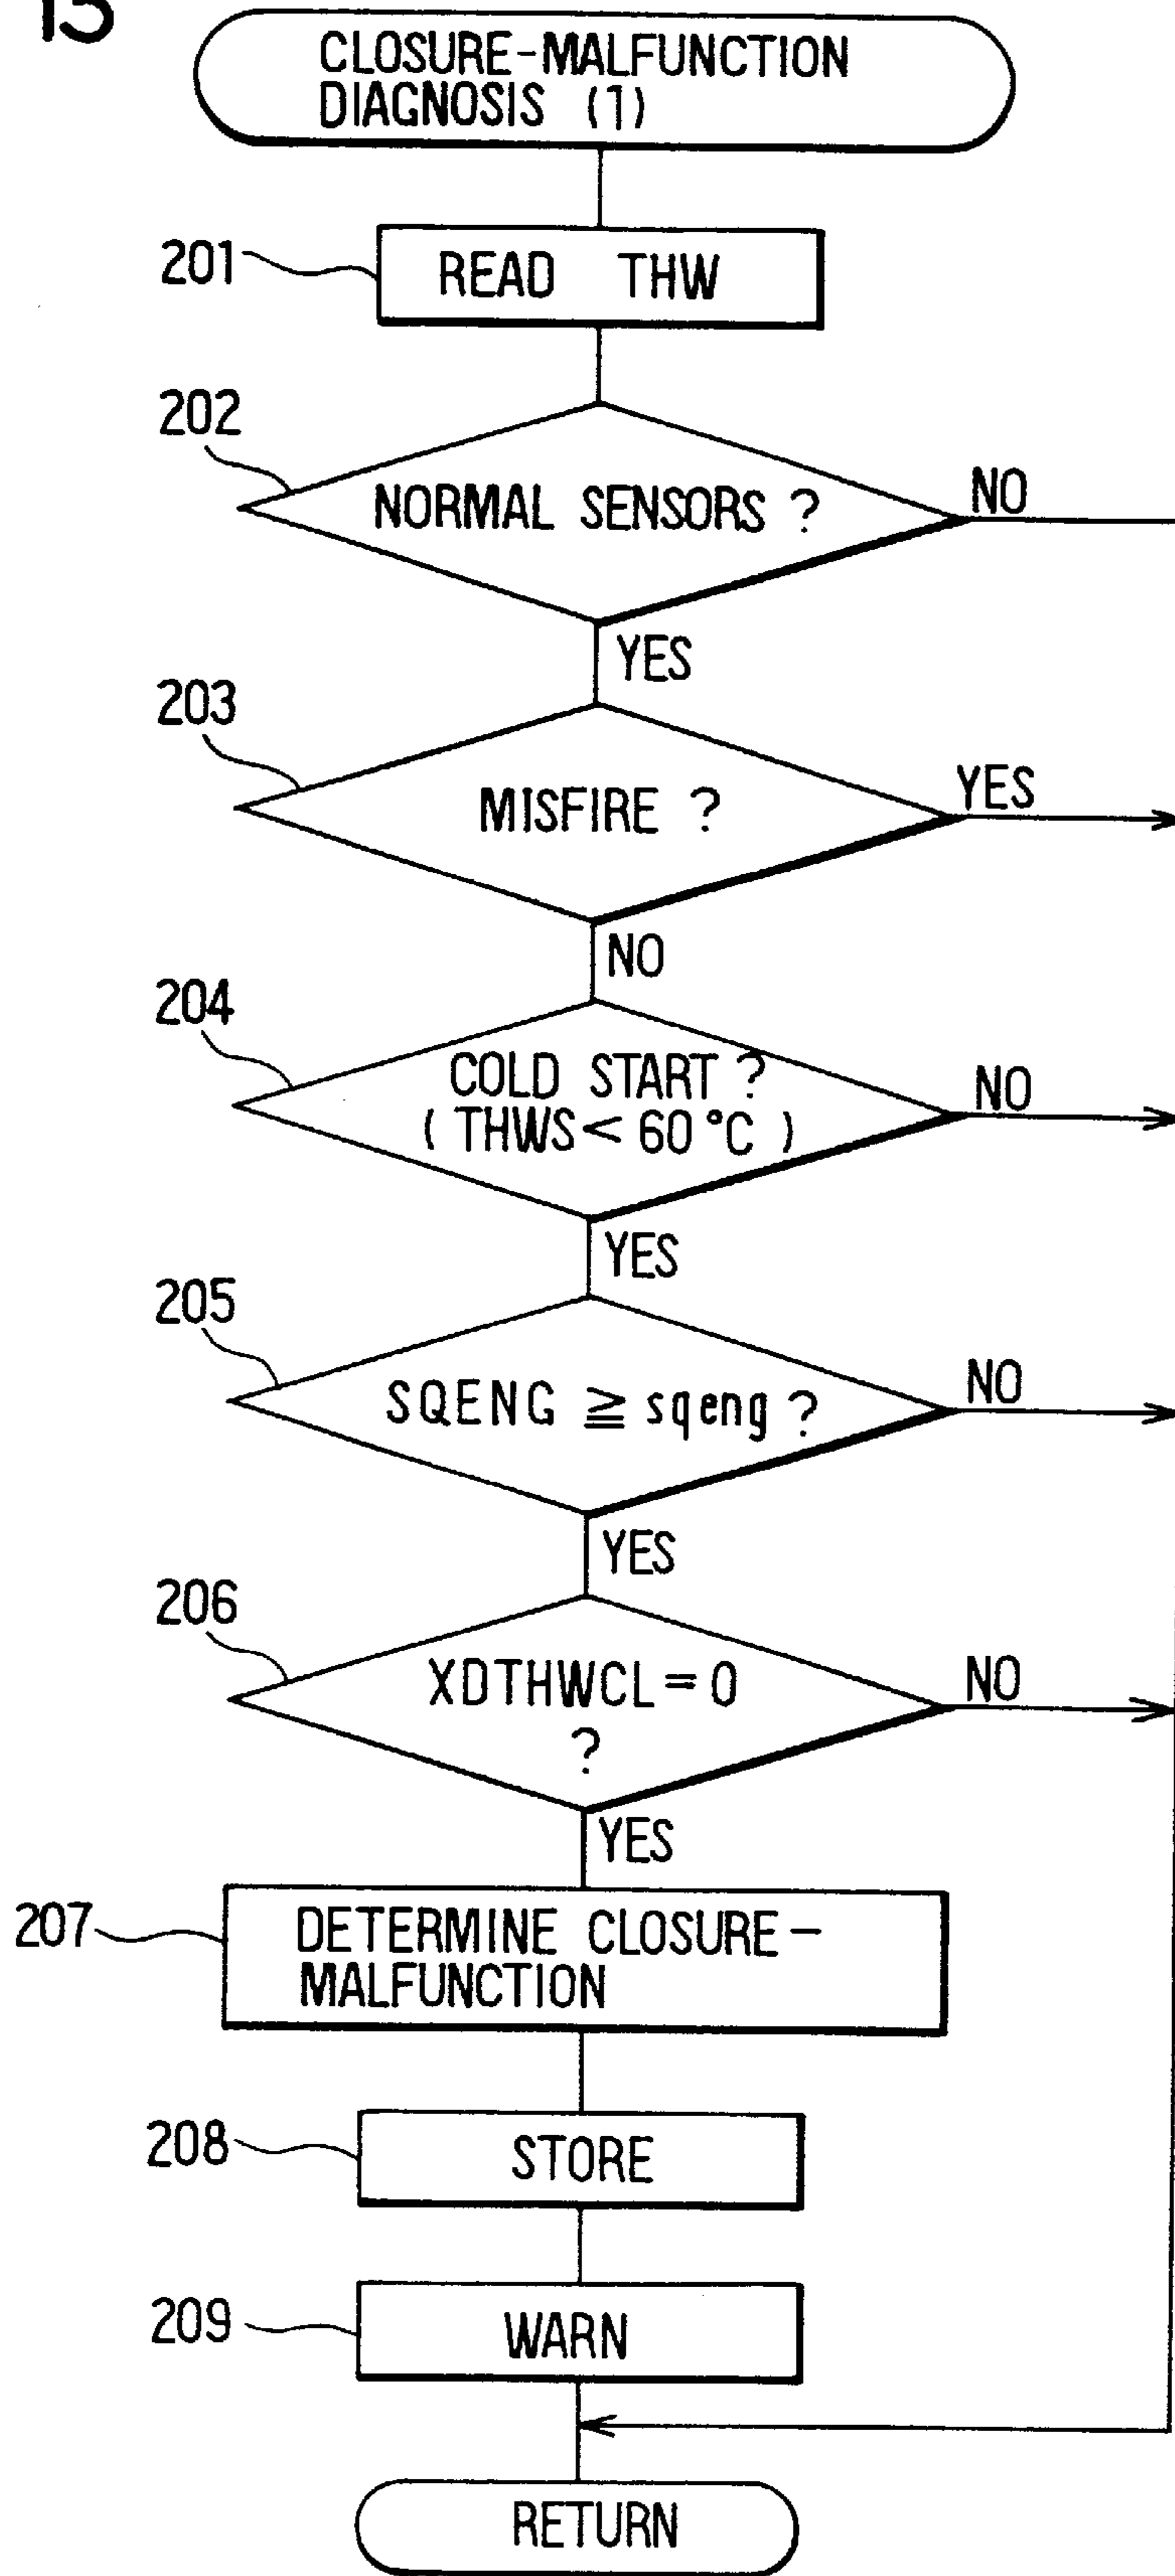 13
CLOSURE-MALFUNCTION
DIAGNOSIS (1)
201
READ THW
202
NORMAL SENSORS ?
NO
YES
203
MISFIRE ?
YES
NO
204
COLD START ?
( THWS < 60 °C )
NO
YES
205
SQENG ≧ sqeng ?
NO
YES
206
XDTHWCL = 0
?
NO
YES
207
DETERMINE CLOSURE-
MALFUNCTION
208
STORE
209
WARN
RETURN